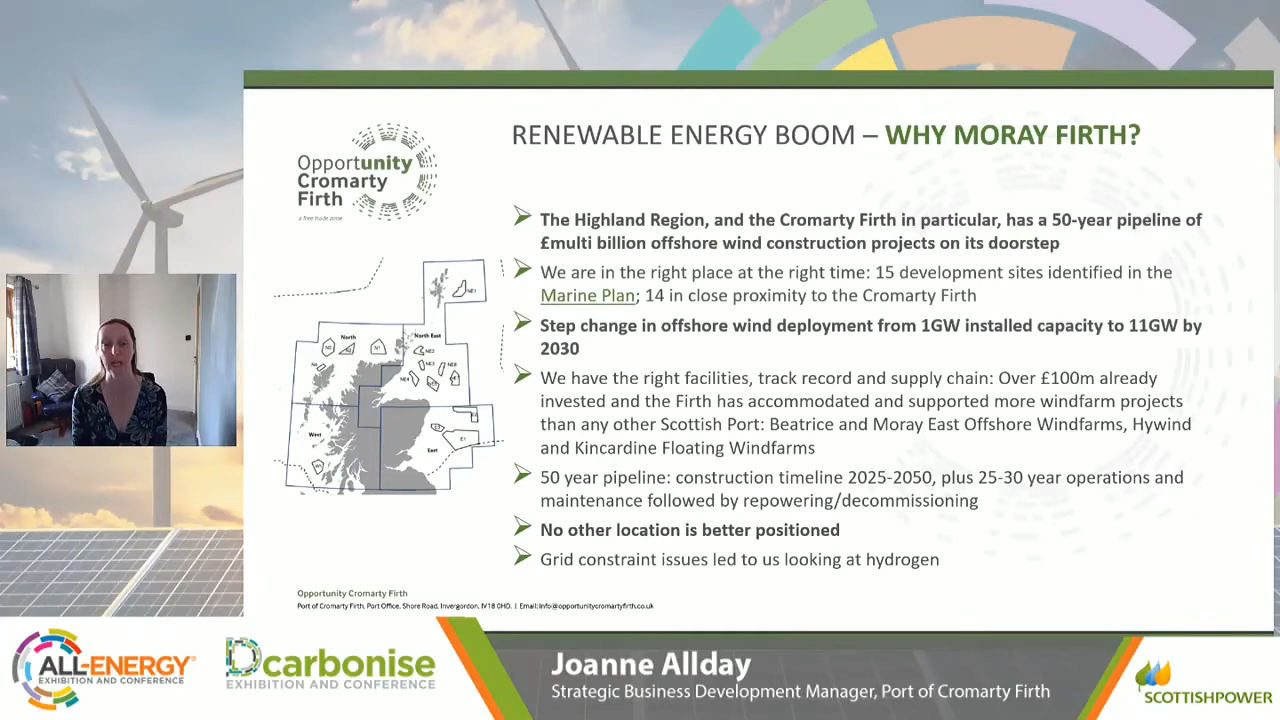 Opportunity
Cromarty
Firth
a free trade zone
RENEWABLE ENERGY BOOM – WHY MORAY FIRTH?
The Highland Region, and the Cromarty Firth in particular, has a 50-year pipeline of
£multi billion offshore wind construction projects on its doorstep
We are in the right place at the right time: 15 development sites identified in the
Marine Plan; 14 in close proximity to the Cromarty Firth
Step change in offshore wind deployment from 1GW installed capacity to 11GW by
2030
We have the right facilities, track record and supply chain: Over £100m already
invested and the Firth has accommodated and supported more windfarm projects
than any other Scottish Port: Beatrice and Moray East Offshore Windfarms, Hywind
and Kincardine Floating Windfarms
50 year pipeline: construction timeline 2025-2050, plus 25-30 year operations and
maintenance followed by repowering/decommissioning
No other location is better positioned
Grid constraint issues led to us looking at hydrogen
NE1
North
North East
N1
NE2
NE3
NE4
West
East
E1
Opportunity Cromarty Firth
Port of Cromarty Firth, Port Office, Shore Road, Invergordon, IV18 0HD. | Email: info@opportunitycromartyfirth.co.uk
ALL-ENERGY®
EXHIBITION AND CONFERENCE
Dcarbonise
EXHIBITION AND CONFERENCE
Joanne Allday
Strategic Business Development Manager, Port of Cromarty Firth
SCOTTISHPOWER